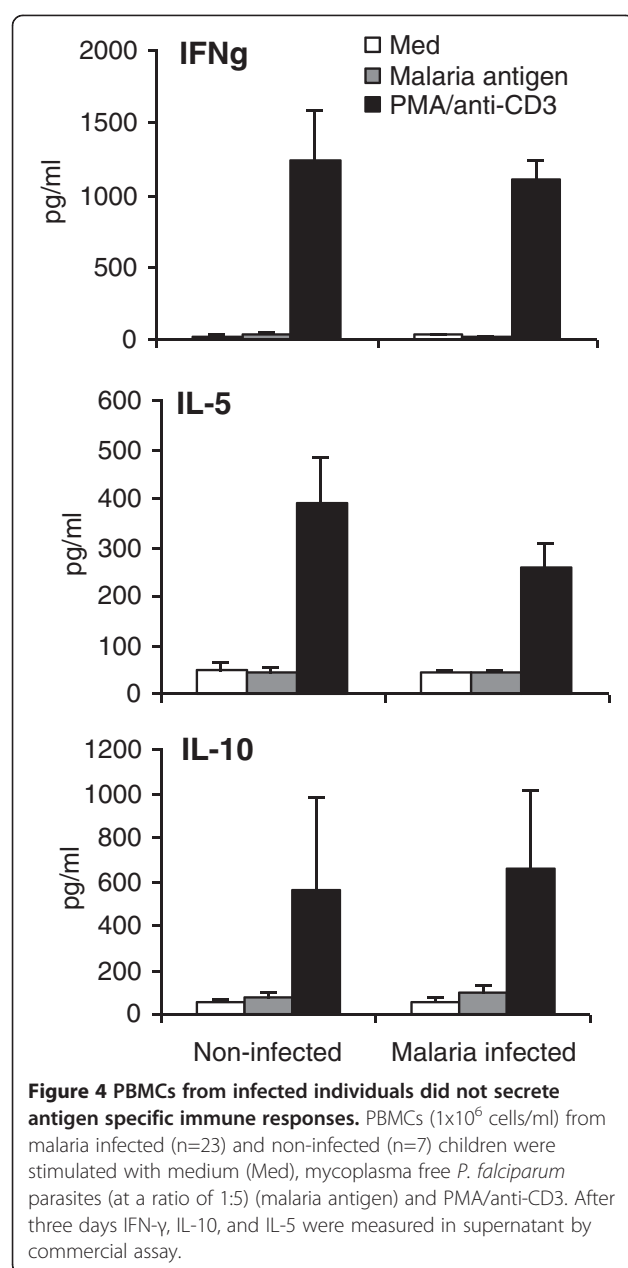 IFNg
Med
Malaria antigen
PMA/anti-CD3
2000
1500
1000
500
0
pg/ml
IL-5
600
500
400
300
200
100
0
pg/ml
IL-10
1200
1000
800
600
400
200
0
pg/ml
Non-infected Malaria infected
Figure 4 PBMCs from infected individuals did not secrete
antigen specific immune responses. PBMCs (1x10⁶ cells/ml) from
malaria infected (n=23) and non-infected (n=7) children were
stimulated with medium (Med), mycoplasma free P. falciparum
parasites (at a ratio of 1:5) (malaria antigen) and PMA/anti-CD3. After
three days IFN-γ, IL-10, and IL-5 were measured in supernatant by
commercial assay.